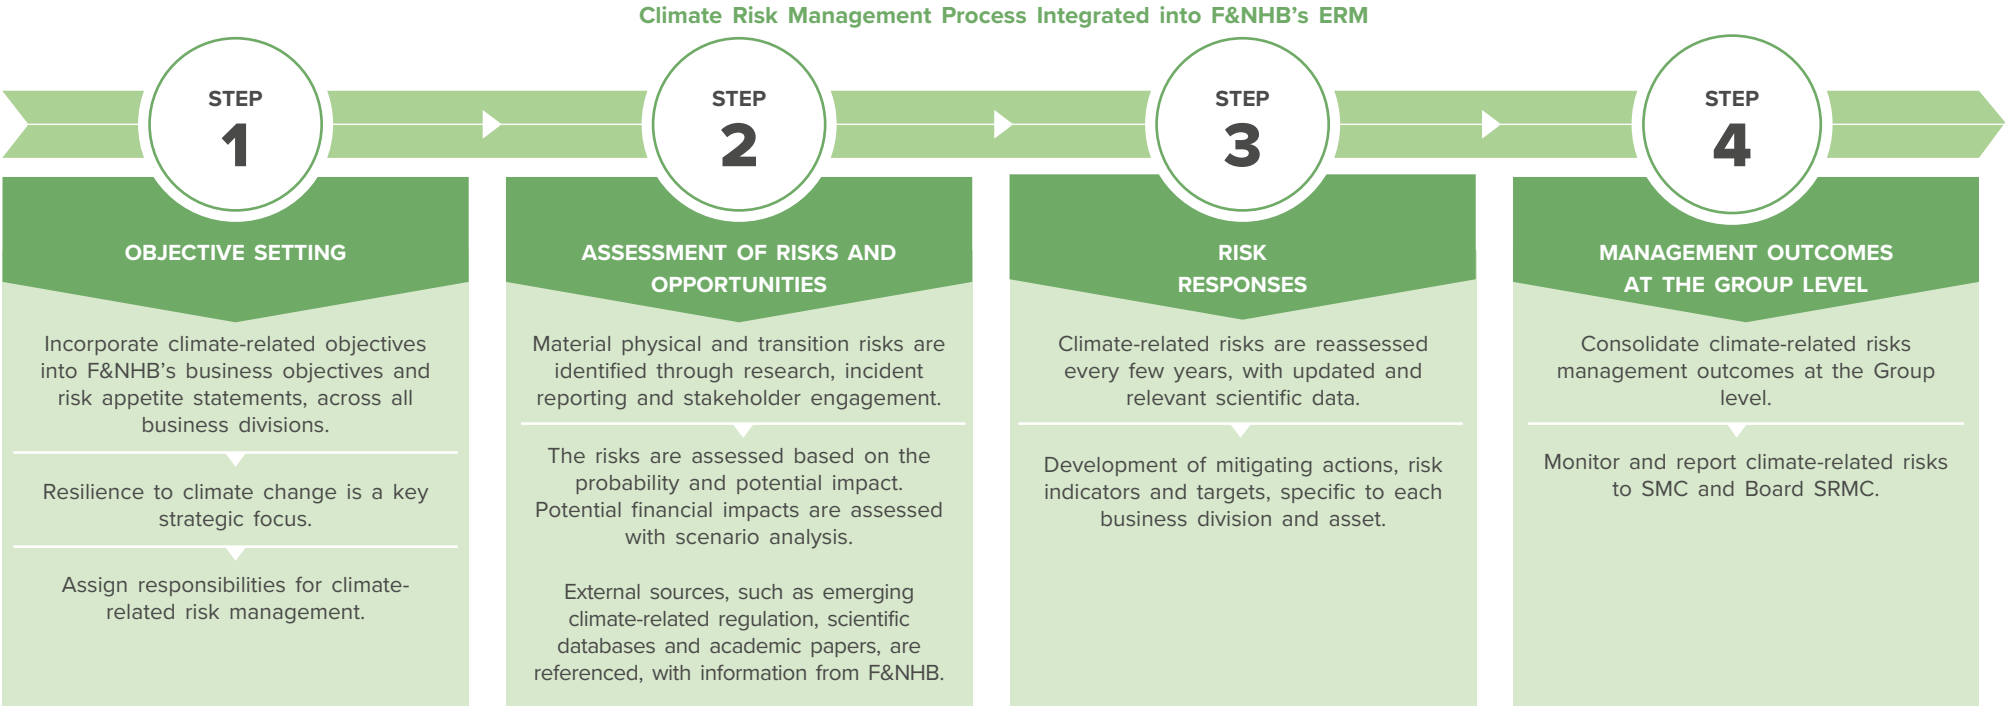 Climate Risk Management Process Integrated into F&NHB's ERM
STEP
1
OBJECTIVE SETTING
Incorporate climate-related objectives
into F&NHB's business objectives and
risk appetite statements, across all
business divisions.
Resilience to climate change is a key
strategic focus.
Assign responsibilities for climate-
related risk management.
STEP
2
ASSESSMENT OF RISKS AND
OPPORTUNITIES
Material physical and transition risks are
identified through research, incident
reporting and stakeholder engagement.
The risks are assessed based on the
probability and potential impact.
Potential financial impacts are assessed
with scenario analysis.
External sources, such as emerging
climate-related regulation, scientific
databases and academic papers, are
referenced, with information from F&NHB.
STEP
3
RISK
RESPONSES
Climate-related risks are reassessed
every few years, with updated and
relevant scientific data.
Development of mitigating actions, risk
indicators and targets, specific to each
business division and asset.
STEP
4
MANAGEMENT OUTCOMES
AT THE GROUP LEVEL
Consolidate climate-related risks
management outcomes at the Group
level.
Monitor and report climate-related risks
to SMC and Board SRMC.